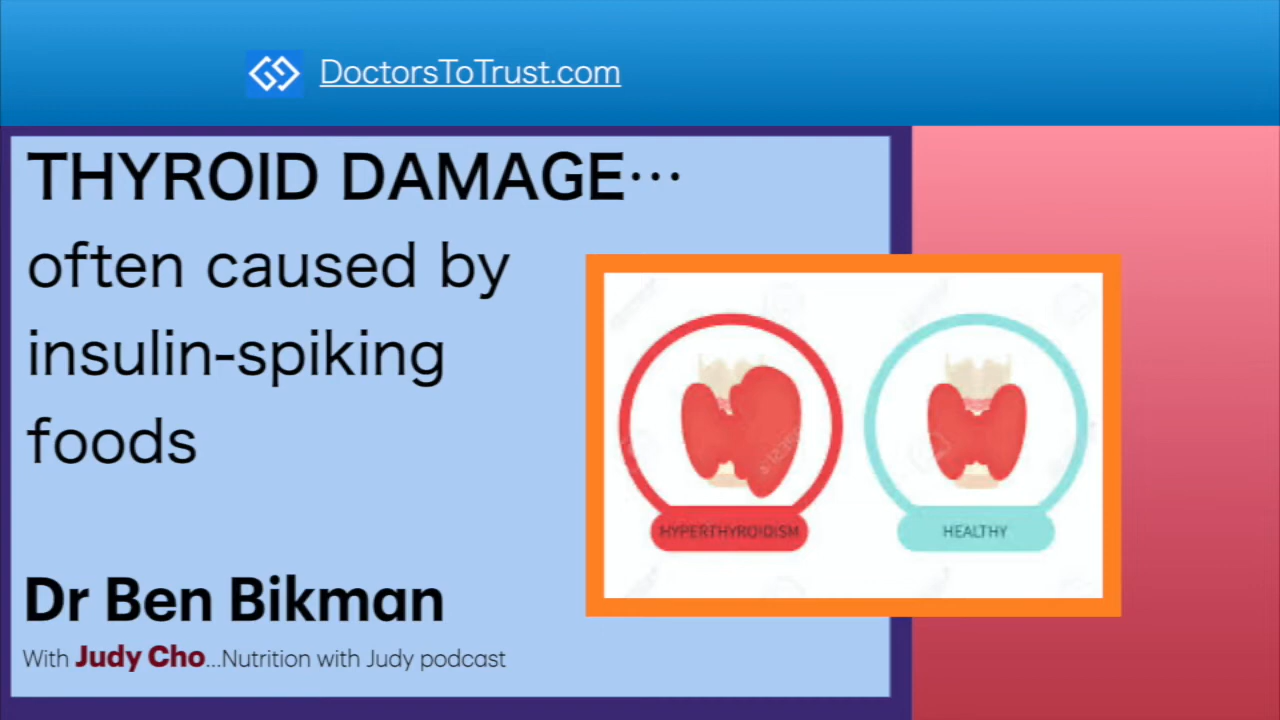 DoctorsToTrust.com
THYROID DAMAGE…
often caused by
insulin-spiking
foods
HYPERTHYROIDISM
HEALTHY
Dr Ben Bikman
With Judy Cho...Nutrition with Judy podcast